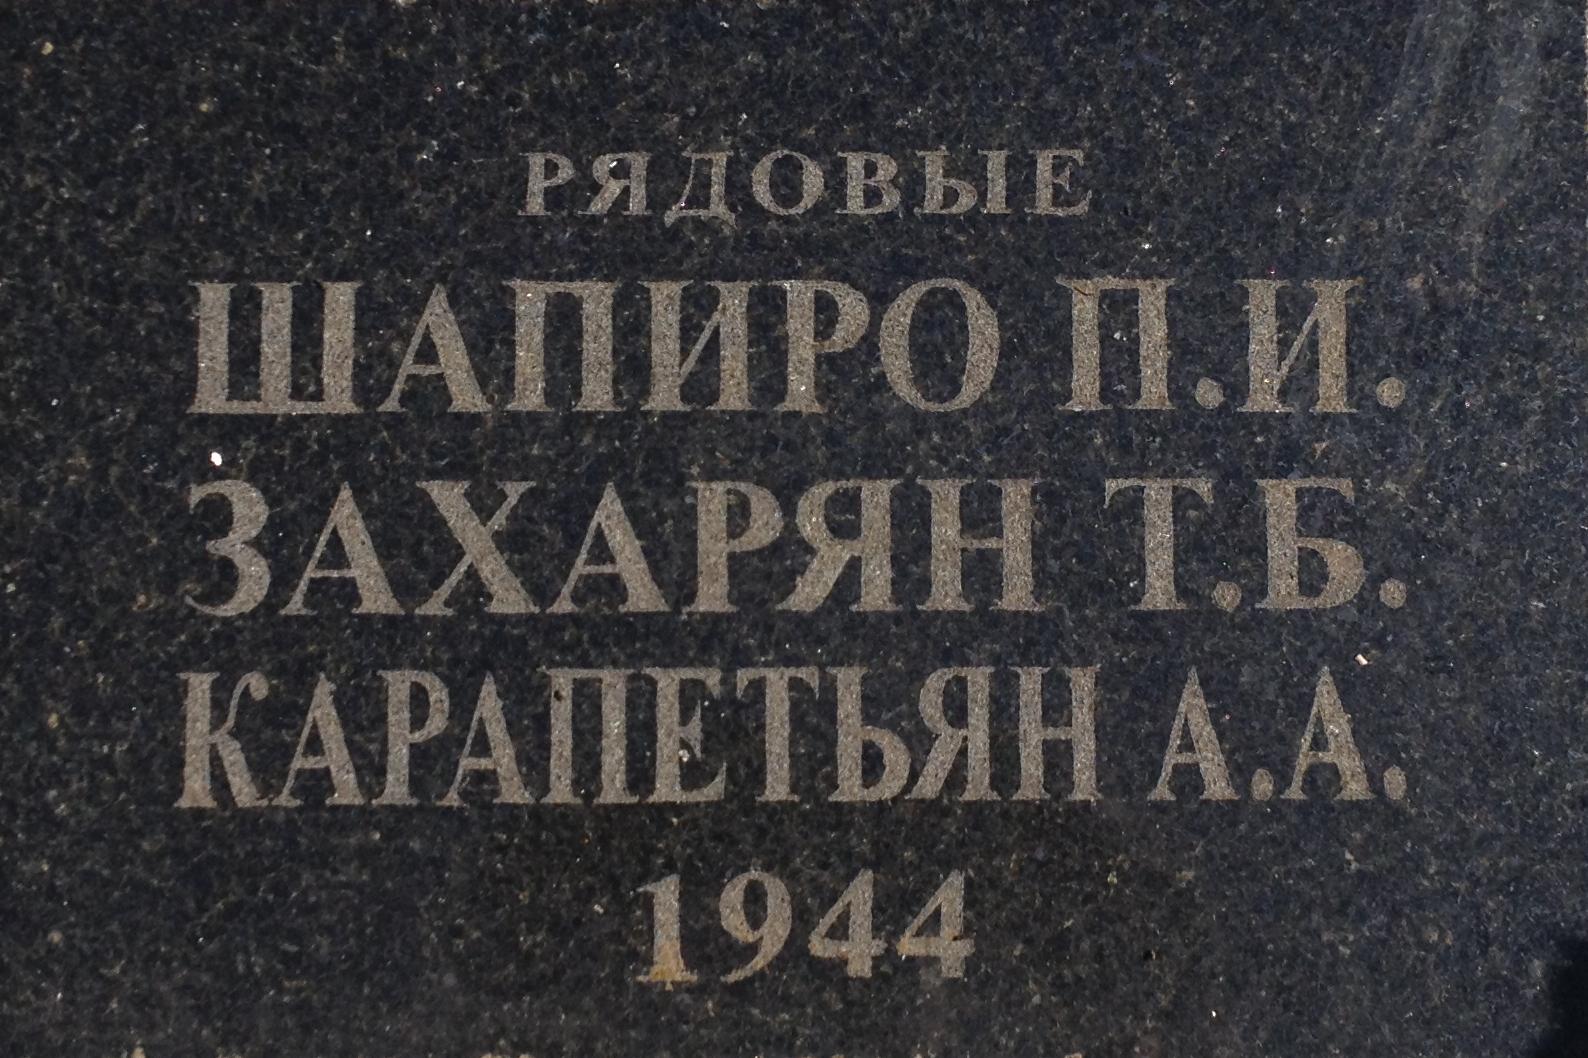 РЯДОВЫЕ
ШАПИРО П.И.
ЗАХАРЯН Т.Б.
КАРАПЕТЬЯН А.А.
1944